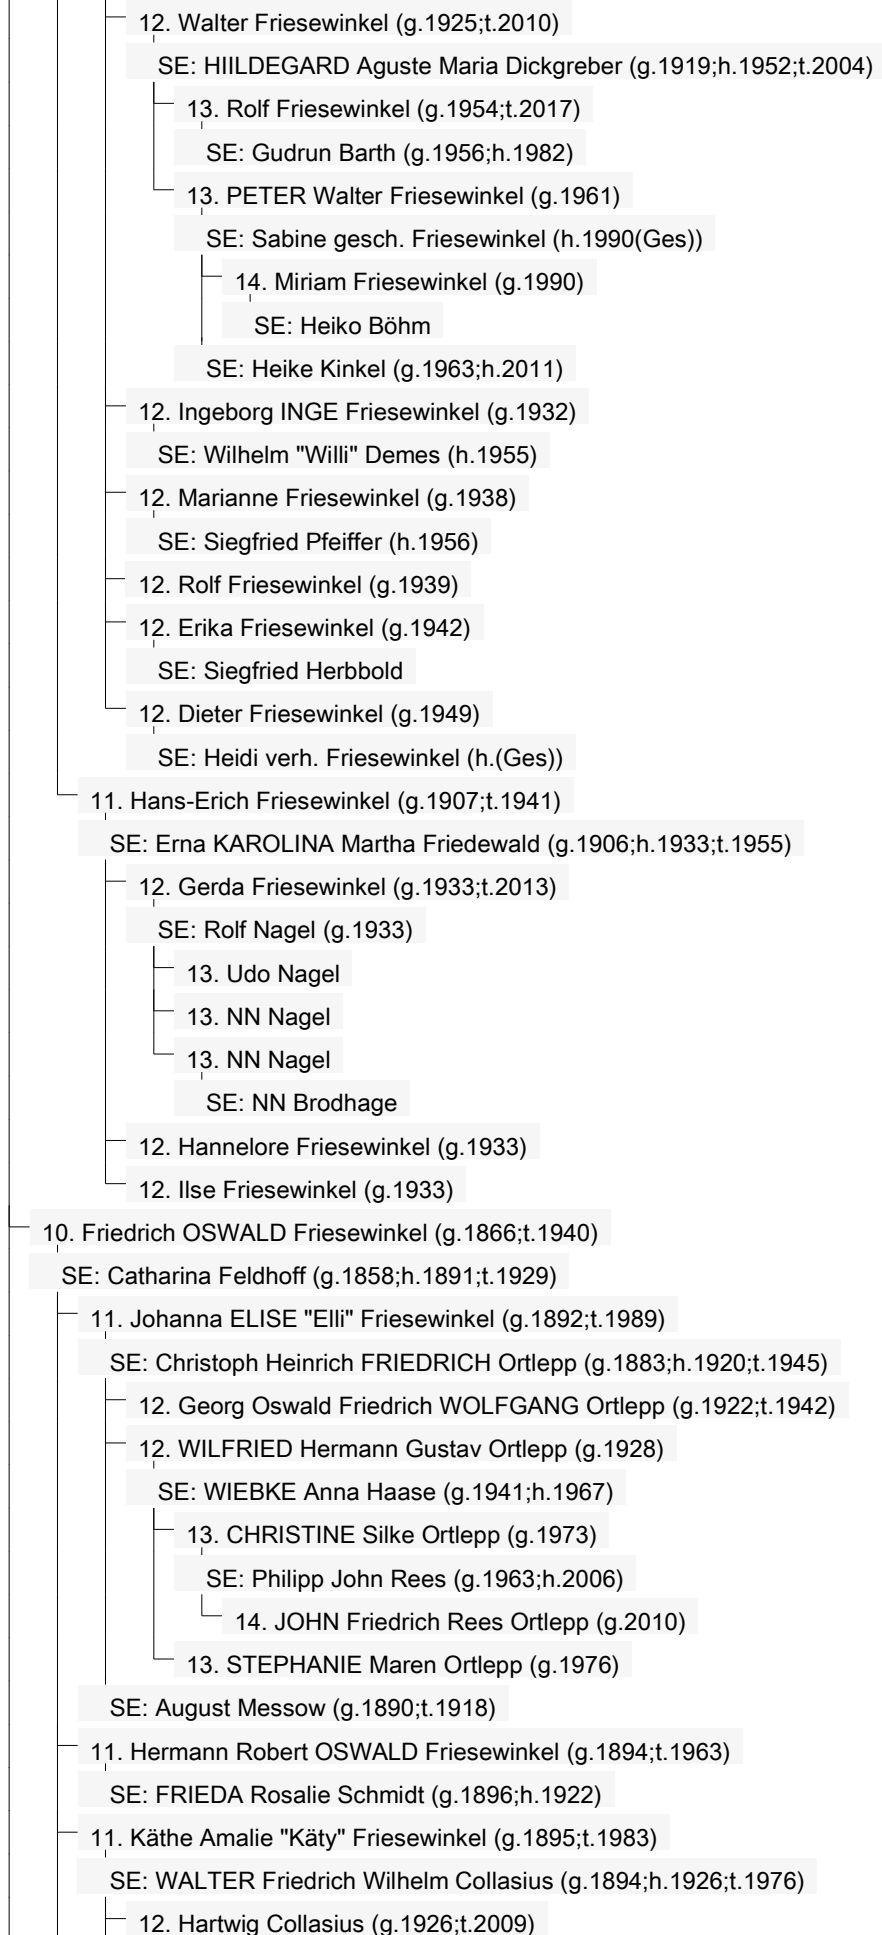 12. Walter Friesewinkel (g.1925;t.2010)
SE: HIILDEGARD Aguste Maria Dickgreber (g.1919;h.1952;t.2004)
13. Rolf Friesewinkel (g.1954;t.2017)
SE: Gudrun Barth (g.1956;h.1982)
13. PETER Walter Friesewinkel (g.1961)
SE: Sabine gesch. Friesewinkel (h.1990(Ges))
14. Miriam Friesewinkel (g.1990)
SE: Heiko Böhm
SE: Heike Kinkel (g.1963;h.2011)
12. Ingeborg INGE Friesewinkel (g.1932)
SE: Wilhelm "Willi" Demes (h.1955)
12. Marianne Friesewinkel (g.1938)
SE: Siegfried Pfeiffer (h.1956)
12. Rolf Friesewinkel (g.1939)
12. Erika Friesewinkel (g.1942)
SE: Siegfried Herbbold
12. Dieter Friesewinkel (g.1949)
SE: Heidi verh. Friesewinkel (h.(Ges))
11. Hans-Erich Friesewinkel (g.1907;t.1941)
SE: Erna KAROLINA Martha Friedewald (g.1906;h.1933;t.1955)
12. Gerda Friesewinkel (g.1933;t.2013)
SE: Rolf Nagel (g.1933)
13. Udo Nagel
13. NN Nagel
13. NN Nagel
SE: NN Brodhage
12. Hannelore Friesewinkel (g.1933)
12. Ilse Friesewinkel (g.1933)
10. Friedrich OSWALD Friesewinkel (g.1866;t.1940)
SE: Catharina Feldhoff (g.1858;h.1891;t.1929)
11. Johanna ELISE "Elli" Friesewinkel (g.1892;t.1989)
SE: Christoph Heinrich FRIEDRICH Ortlepp (g.1883;h.1920;t.1945)
12. Georg Oswald Friedrich WOLFGANG Ortlepp (g.1922;t.1942)
12. WILFRIED Hermann Gustav Ortlepp (g.1928)
SE: WIEBKE Anna Haase (g.1941;h.1967)
13. CHRISTINE Silke Ortlepp (g.1973)
SE: Philipp John Rees (g.1963;h.2006)
14. JOHN Friedrich Rees Ortlepp (g.2010)
13. STEPHANIE Maren Ortlepp (g.1976)
SE: August Messow (g.1890;t.1918)
11. Hermann Robert OSWALD Friesewinkel (g.1894;t.1963)
SE: FRIEDA Rosalie Schmidt (g.1896;h.1922)
11. Käthe Amalie "Käty" Friesewinkel (g.1895;t.1983)
SE: WALTER Friedrich Wilhelm Collasius (g.1894;h.1926;t.1976)
12. Hartwig Collasius (g.1926;t.2009)